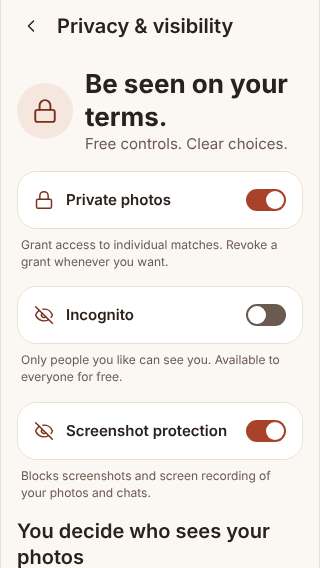 Privacy & visibility
Be seen on your
terms.
Free controls. Clear choices.
Private photos
Grant access to individual matches. Revoke a
grant whenever you want.
Incognito
Only people you like can see you. Available to
everyone for free.
Screenshot protection
Blocks screenshots and screen recording of
your photos and chats.
You decide who sees your
photos